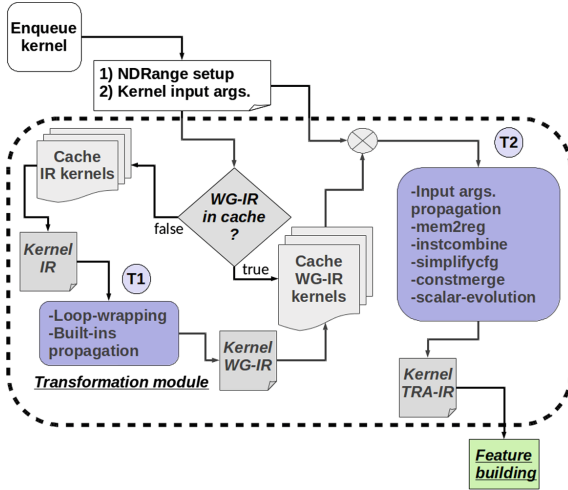 Enqueue
kernel
1) NDRange setup
2) Kernel input args.
T2
Cache
IR kernels
WG-IR
in cache
?
false
true
Kernel
IR
T1
-Loop-wrapping
-Built-ins
propagation
Cache
WG-IR
kernels
Kernel
WG-IR
Transformation module
-Input args.
propagation
-mem2reg
-instcombine
-simplifycfg
-constmerge
-scalar-evolution
Kernel
TRA-IR
Feature
building